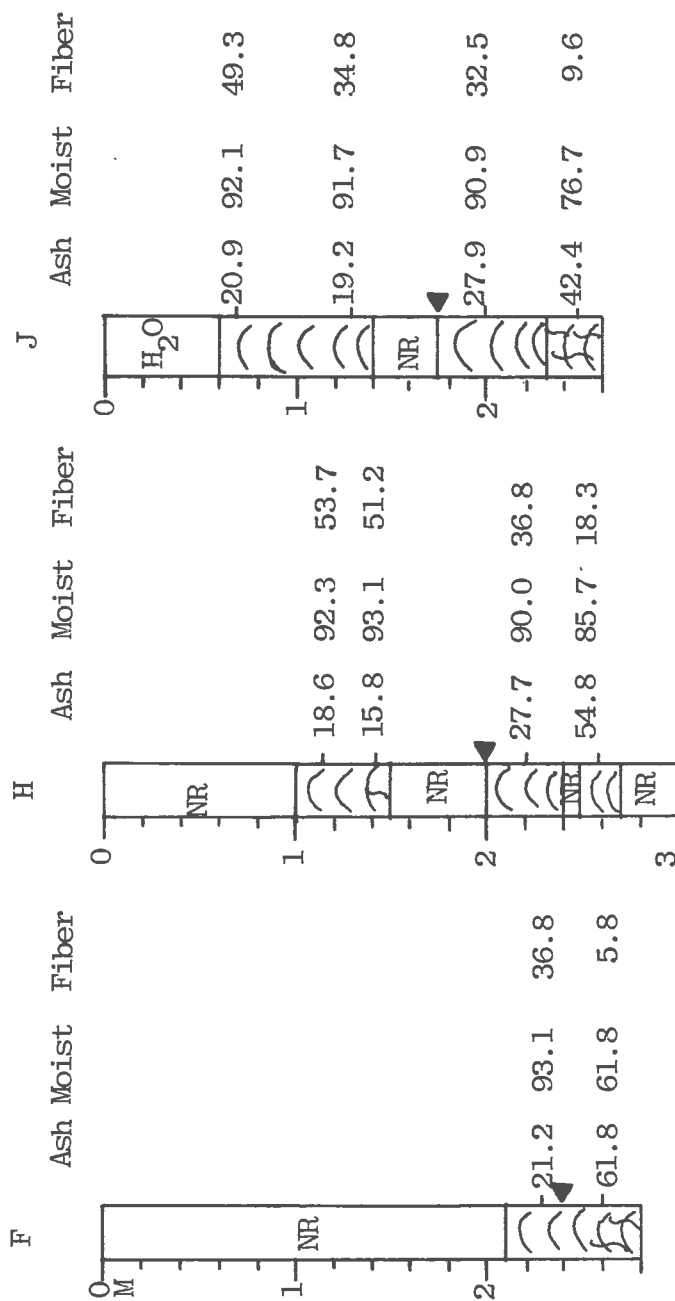 F
Ash Moist Fiber
0
M
NR
1
2
21.2 93.1 36.8
61.8 61.8 5.8
H
Ash Moist Fiber
0
NR
1
18.6 92.3 53.7
15.8 93.1 51.2
NR
2
27.7 90.0 36.8
NR
54.8 85.7 18.3
NR
3
J
Ash Moist Fiber
0
H2O
20.9 92.1 49.3
1
19.2 91.7 34.8
NR
2
27.9 90.9 32.5
42.4 76.7 9.6